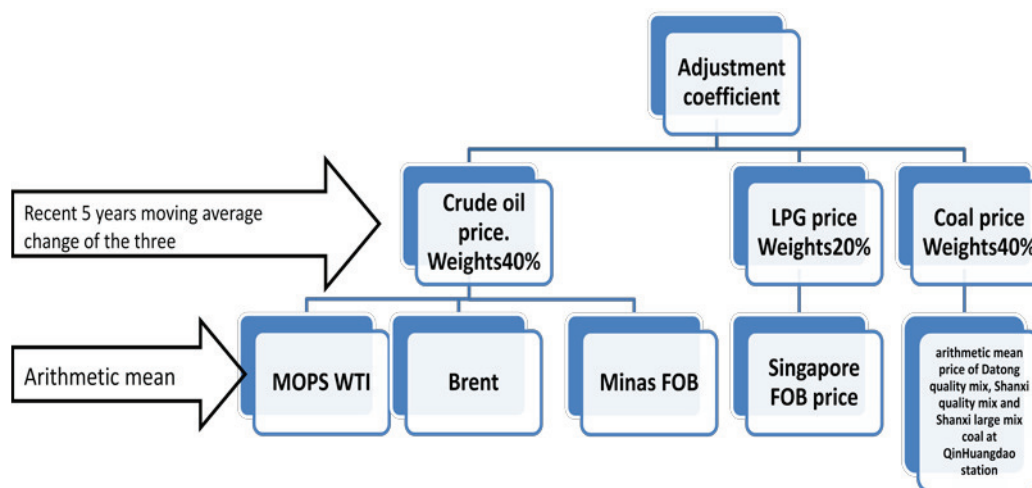 Adjustment
coefficient
Recent 5 years moving average
change of the three
Crude oil
price.
Weights40%
LPG price
Weights20%
Coal price
Weights40%
Arithmetic mean
MOPS WTI
Brent
Minas FOB
Singapore
FOB price
arithmetic mean
price of Datong
quality mix, Shanxi
quality mix and
Shanxi large mix
coal at
QinHuangdao
station